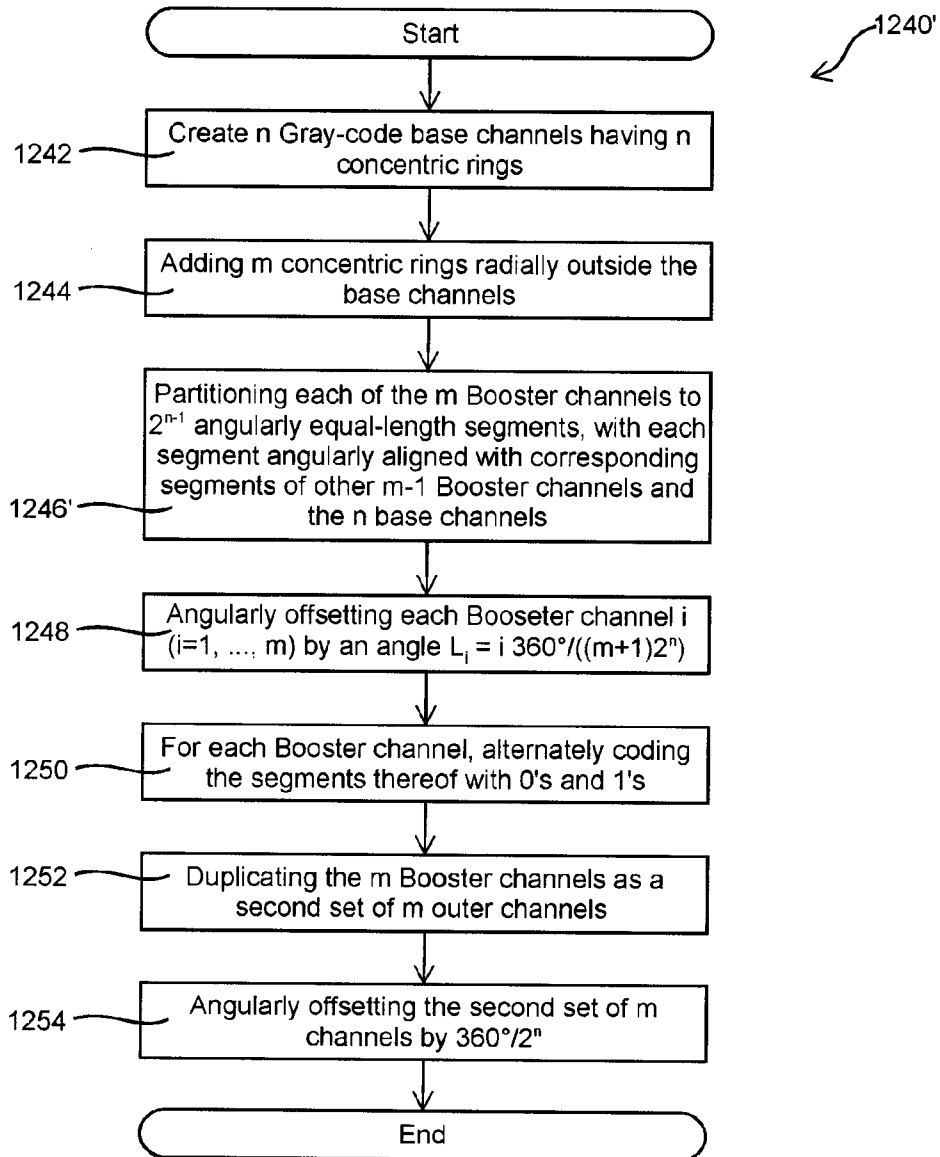 Start
1240'
1242
Create n Gray-code base channels having n
concentric rings
1244
Adding m concentric rings radially outside the
base channels
1246'
Partitioning each of the m Booster channels to
2ⁿ⁻¹ angularly equal-length segments, with each
segment angularly aligned with corresponding
segments of other m-1 Booster channels and
the n base channels
1248
Angularly offsetting each Booseter channel i
(i=1, ..., m) by an angle Lᵢ = i 360°/((m+1)2ⁿ)
1250
For each Booster channel, alternately coding
the segments thereof with 0's and 1's
1252
Duplicating the m Booster channels as a
second set of m outer channels
1254
Angularly offsetting the second set of m
channels by 360°/2ⁿ
End